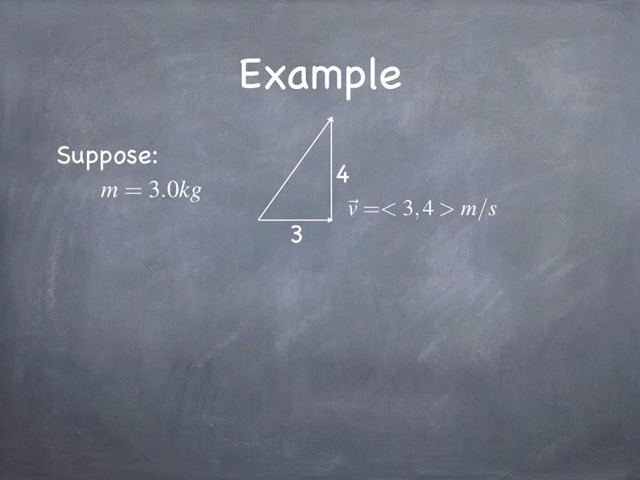 Example
Suppose:
m = 3.0kg
4
v⃗ =< 3,4 > m/s
3